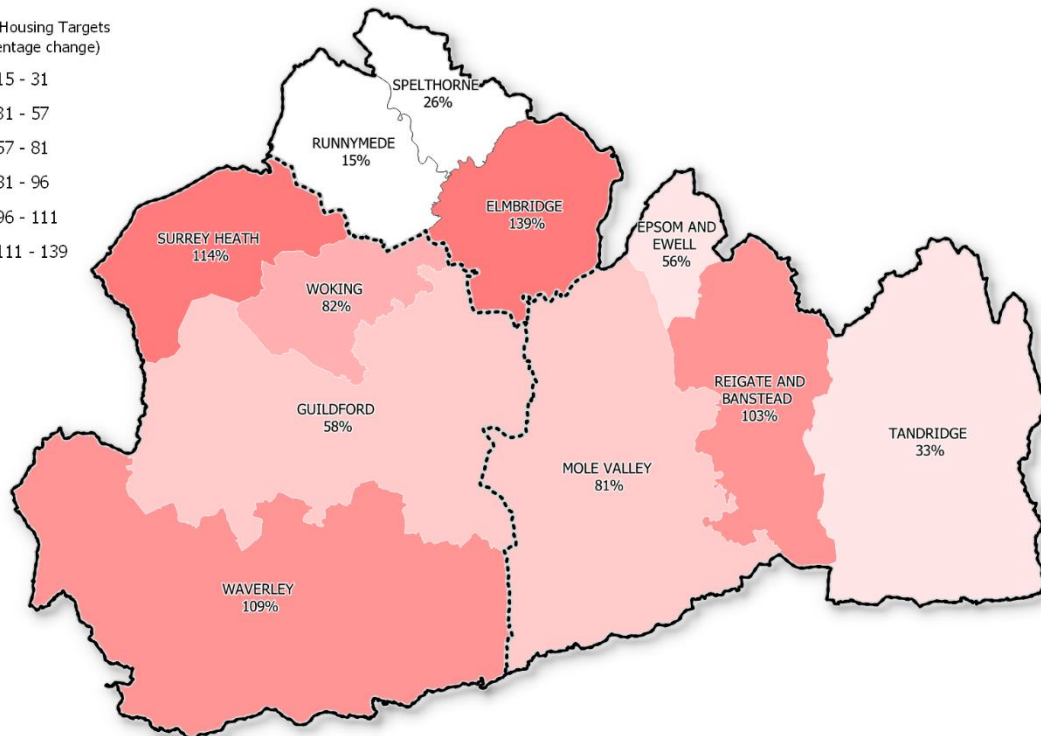 Housing Targets
entage change)
15 - 31
31 - 57
57 - 81
81 - 96
96 - 111
111 - 139
SPELTHORNE
26%
RUNNYMEDE
15%
ELMBRIDGE
139%
EPSOM AND
EWELL
56%
SURREY HEATH
114%
WOKING
82%
REIGATE AND
BANSTEAD
103%
GUILDFORD
58%
TANDRIDGE
33%
MOLE VALLEY
81%
WAVERLEY
109%